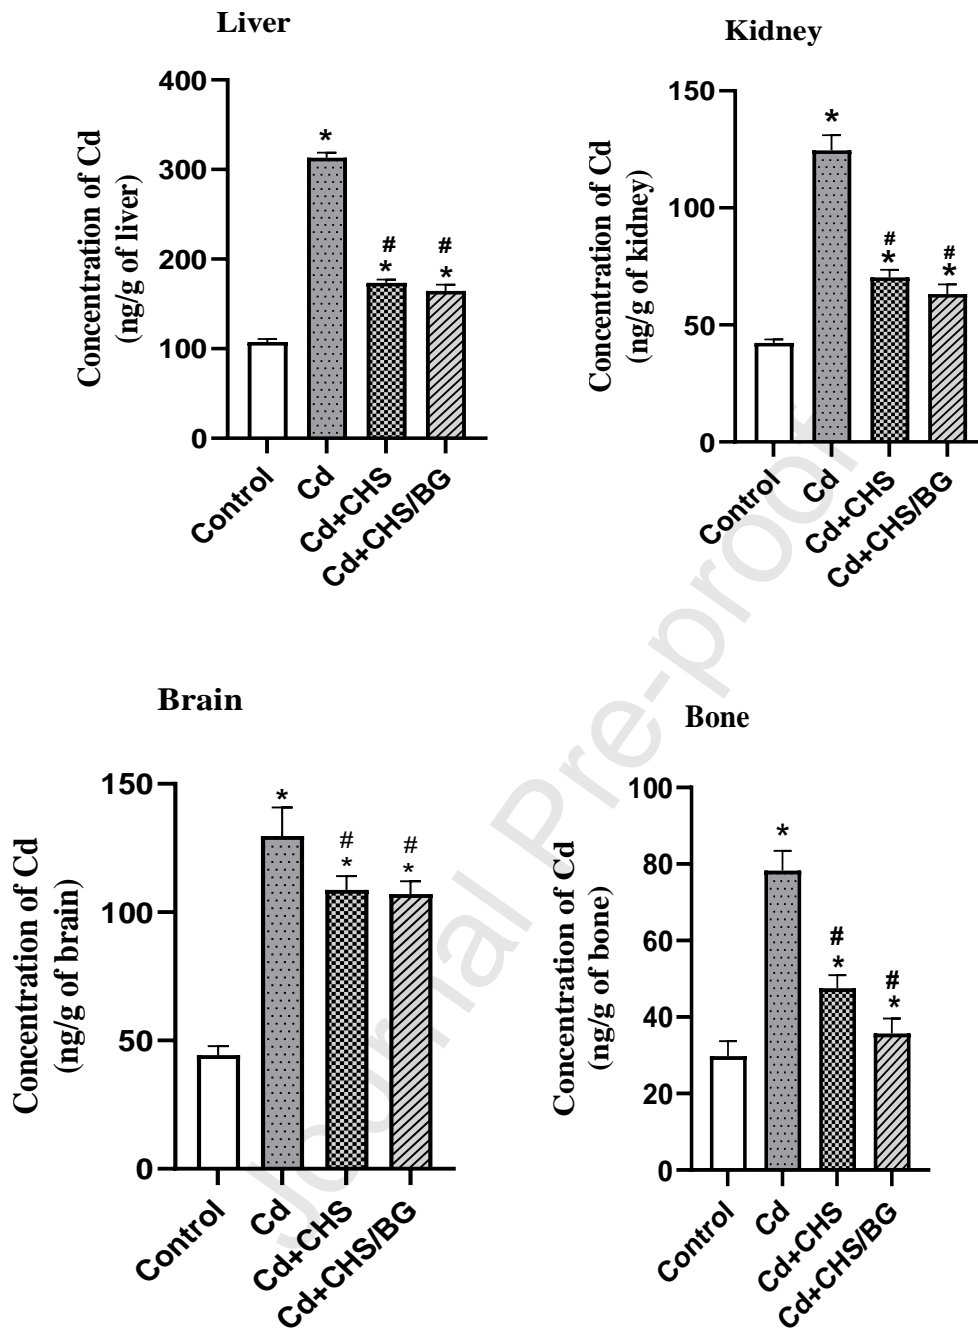 Liver
Concentration of Cd
(ng/g of liver)
400
300
200
100
0
*
#
*
#
*
Control
Cd
Cd+CHS
Cd+CHS/BG
Kidney
Concentration of Cd
(ng/g of kidney)
150
100
50
0
*
#
*
#
*
Control
Cd
Cd+CHS
Cd+CHS/BG
Brain
Concentration of Cd
(ng/g of brain)
150
100
50
0
*
#
*
#
*
Control
Cd
Cd+CHS
Cd+CHS/BG
Bone
Concentration of Cd
(ng/g of bone)
100
80
60
40
20
0
*
#
*
#
*
Control
Cd
Cd+CHS
Cd+CHS/BG
Journal Pre-proof